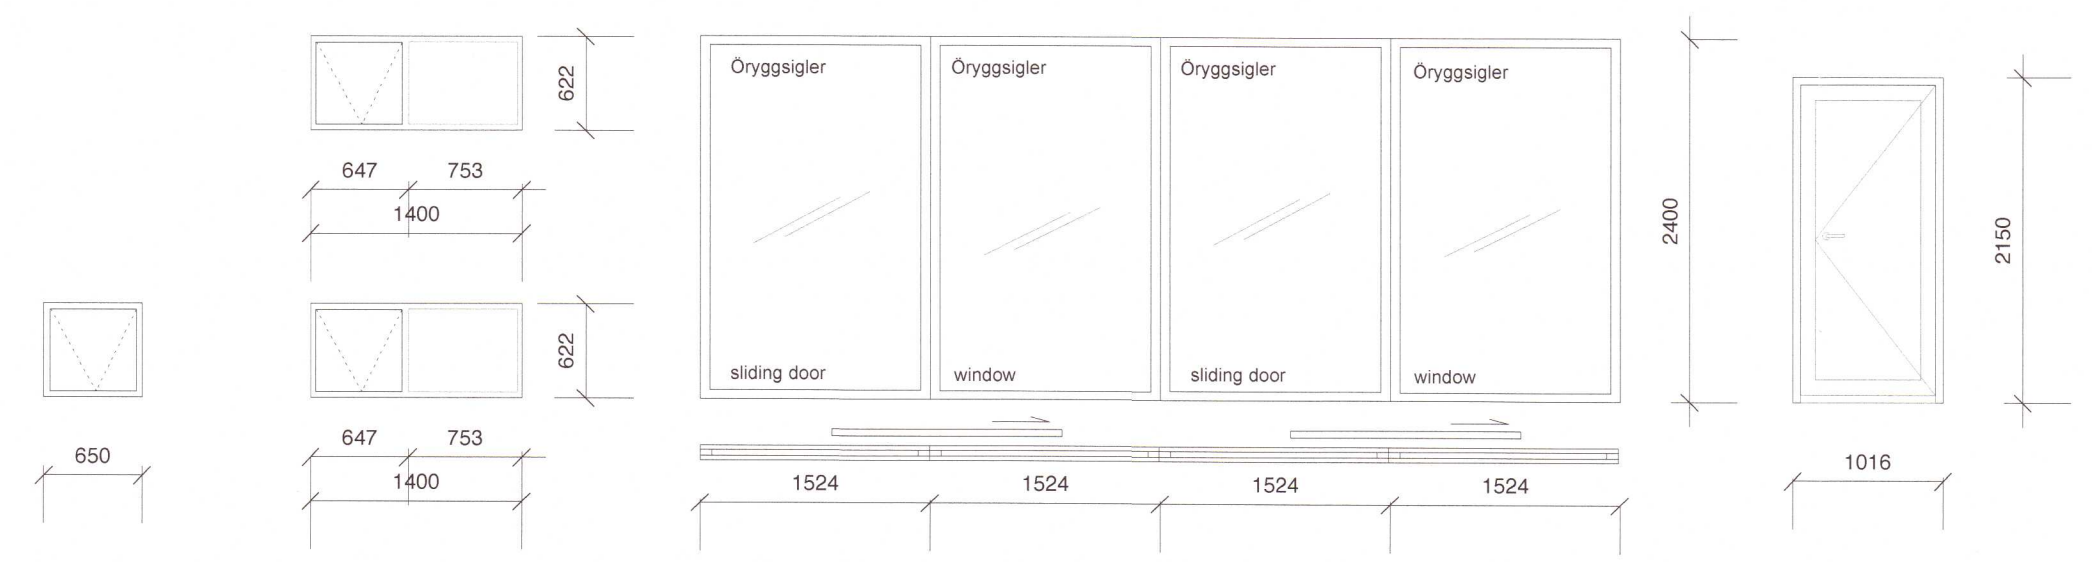 622
647 753
1400
622
647 753
1400
650
Öryggsigler
Öryggsigler
Öryggsigler
Öryggsigler
sliding door
window
sliding door
window
1524
1524
1524
1524
2400
2150
1016